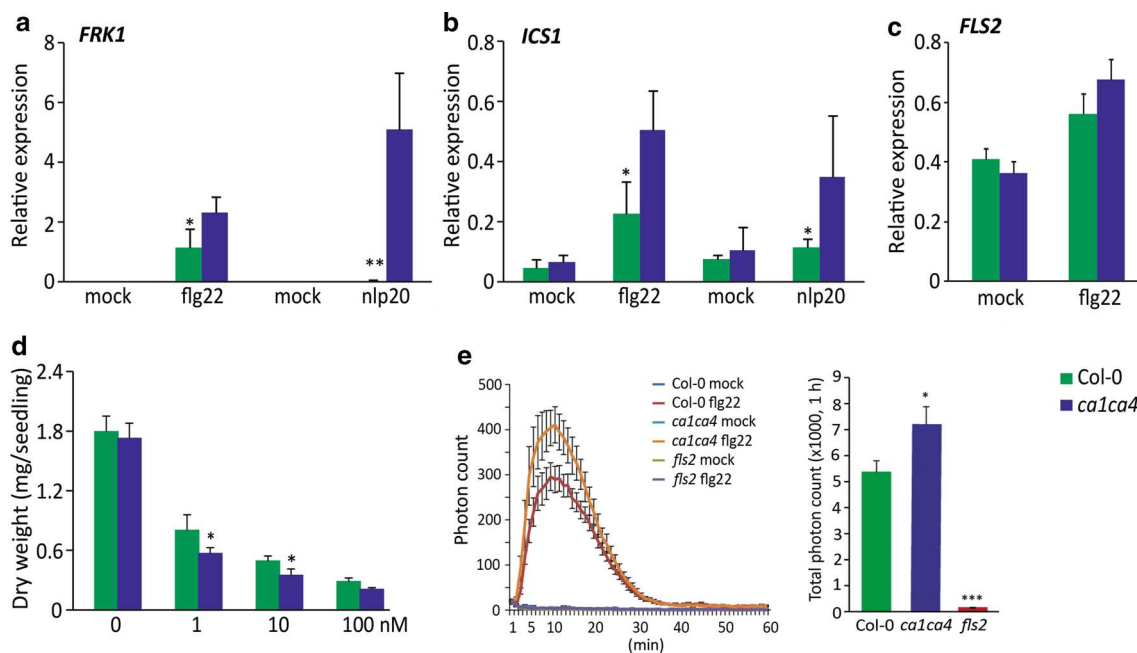 a
FRK1
Relative expression
8
6
4
2
0
*
**
mock flg22 mock nlp20
b
ICS1
Relative expression
0.8
0.6
0.4
0.2
0
*
*
mock flg22 mock nlp20
c
FLS2
Relative expression
0.8
0.6
0.4
0.2
0
mock flg22
d
Dry weight (mg/seedling)
2.4
1.8
1.2
0.6
0
*
*
0 1 10 100 nM
e
Photon count
500
400
300
200
100
0
Col-0 mock
Col-0 flg22
ca1ca4 mock
ca1ca4 flg22
fls2 mock
fls2 flg22
1 5 10 20 30 40 50 60
(min)
Total photon count (x1000, 1 h)
9
8
7
6
5
4
3
2
1
0
*
***
Col-0 ca1ca4 fls2
Col-0
ca1ca4